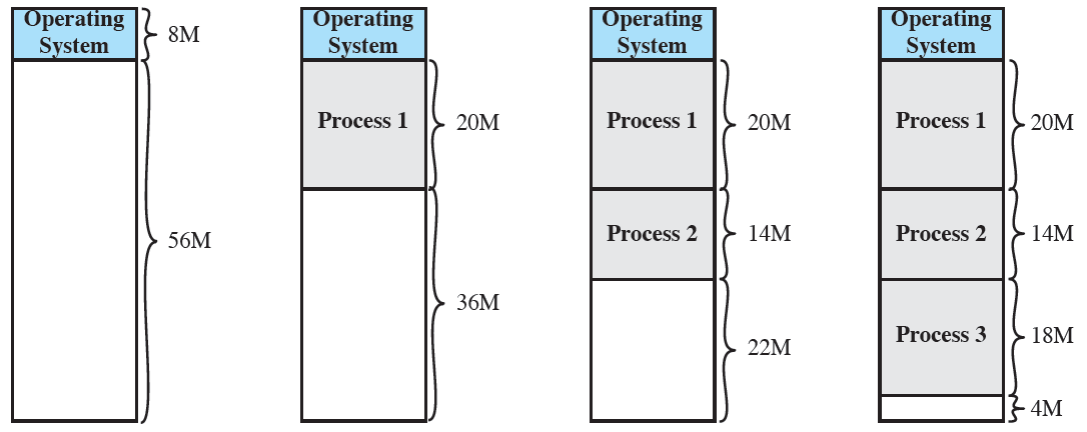 Operating
System
8M
56M
Operating
System
Process 1
20M
36M
Operating
System
Process 1
20M
Process 2
14M
22M
Operating
System
Process 1
20M
Process 2
14M
Process 3
18M
4M